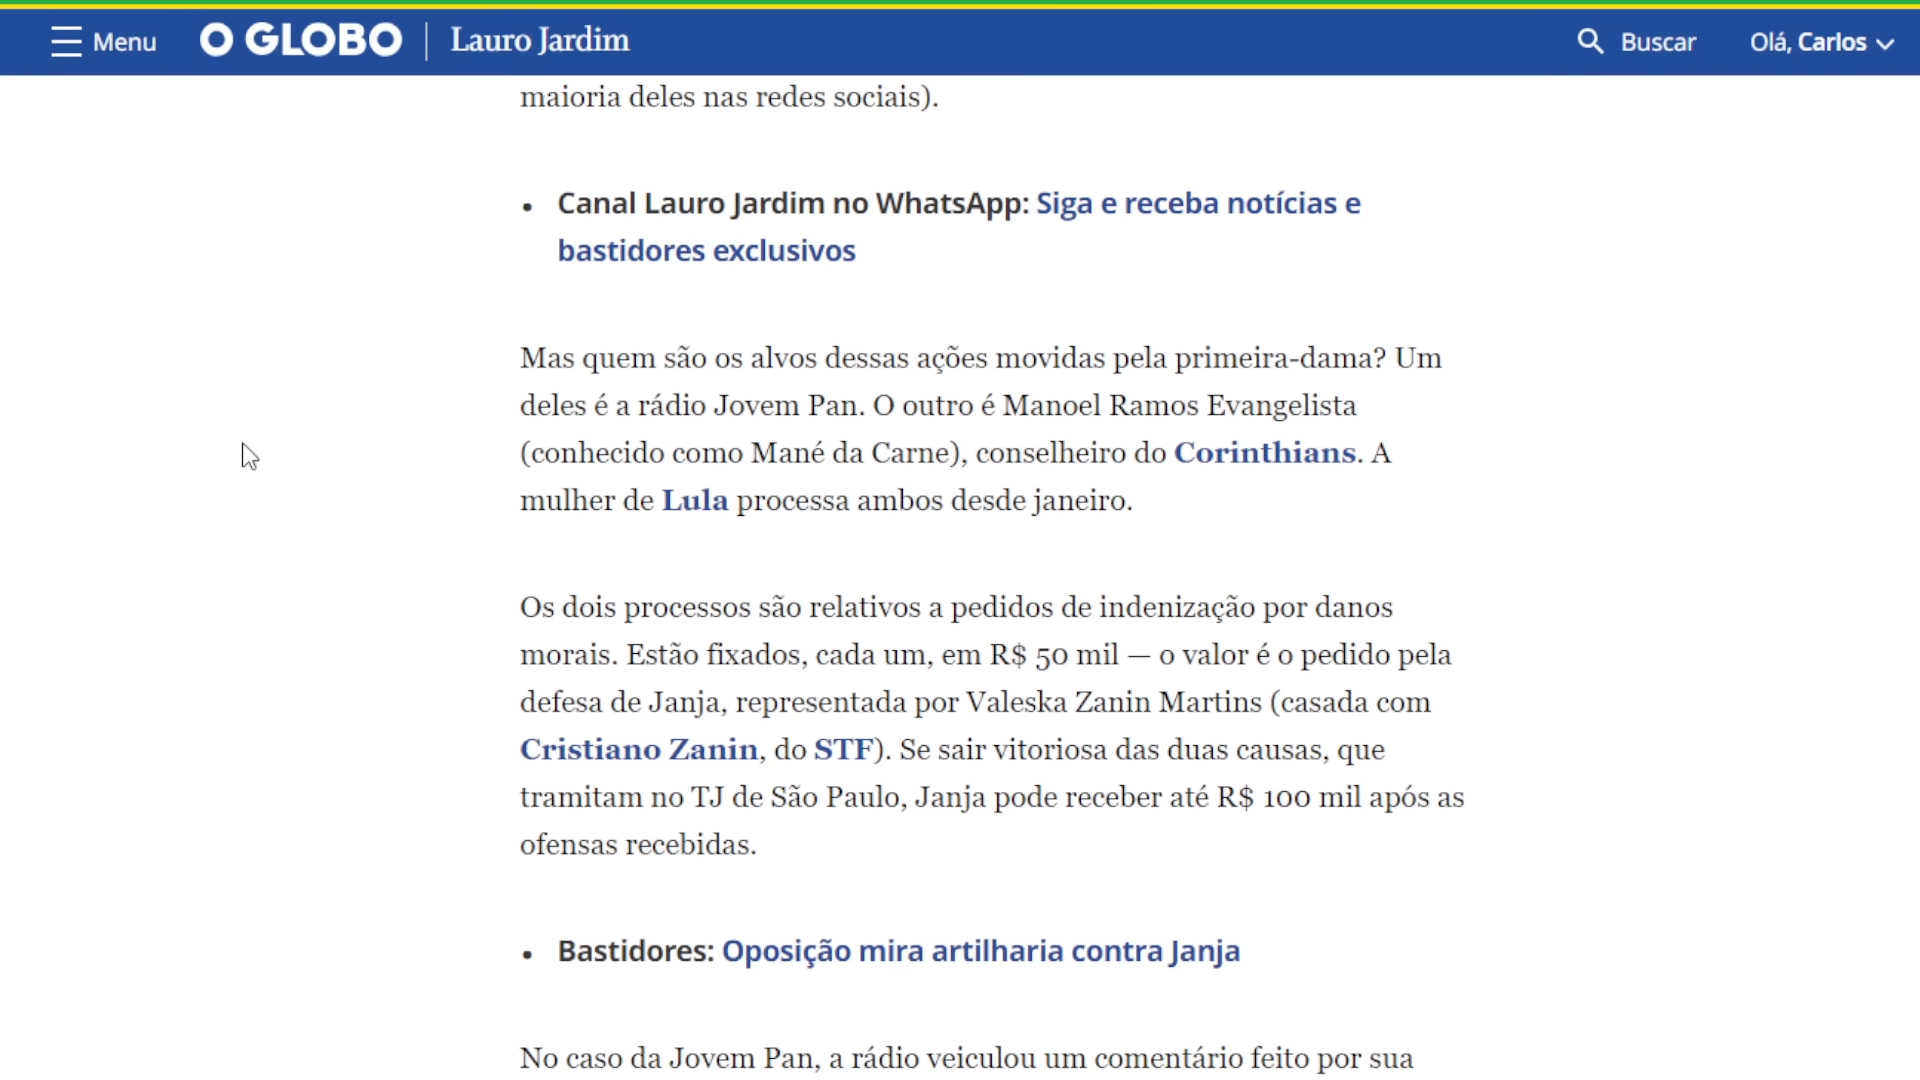 Menu
O GLOBO
Lauro Jardim
Buscar
Olá, Carlos
maioria deles nas redes sociais).
• Canal Lauro Jardim no WhatsApp: Siga e receba notícias e
bastidores exclusivos
Mas quem são os alvos dessas ações movidas pela primeira-dama? Um
deles é a rádio Jovem Pan. O outro é Manoel Ramos Evangelista
(conhecido como Mané da Carne), conselheiro do Corinthians. A
mulher de Lula processa ambos desde janeiro.
Os dois processos são relativos a pedidos de indenização por danos
morais. Estão fixados, cada um, em R$ 50 mil — o valor é o pedido pela
defesa de Janja, representada por Valeska Zanin Martins (casada com
Cristiano Zanin, do STF). Se sair vitoriosa das duas causas, que
tramitam no TJ de São Paulo, Janja pode receber até R$ 100 mil após as
ofensas recebidas.
• Bastidores: Oposição mira artilharia contra Janja
No caso da Jovem Pan, a rádio veiculou um comentário feito por sua